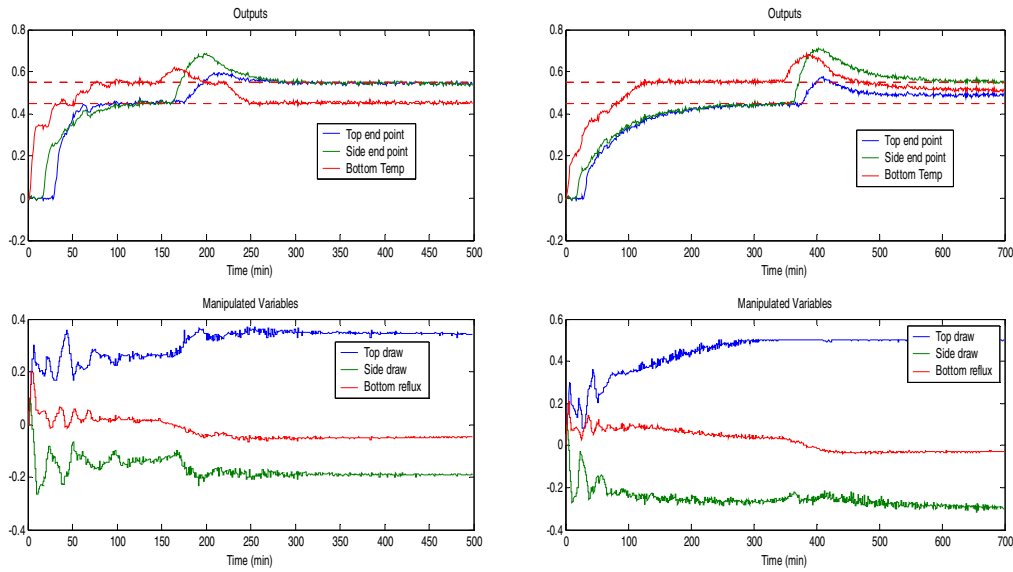 Outputs
0.8
0.6
0.4
0.2
0
-0.2
0 50 100 150 200 250 300 350 400 450 500
Time (min)
Top end point
Side end point
Bottom Temp
Outputs
0.8
0.6
0.4
0.2
0
-0.2
0 100 200 300 400 500 600 700
Time (min)
Top end point
Side end point
Bottom Temp
Manipulated Variables
0.4
0.2
0
-0.2
-0.4
0 50 100 150 200 250 300 350 400 450 500
Time (min)
Top draw
Side draw
Bottom reflux
Manipulated Variables
0.6
0.4
0.2
0
-0.2
-0.4
0 100 200 300 400 500 600 700
Time (min)
Top draw
Side draw
Bottom reflux